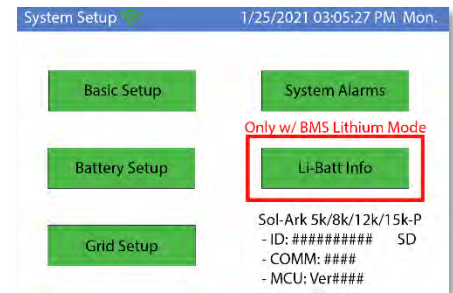 System Setup 1/25/2021 03:05:27 PM Mon.
Basic Setup System Alarms
Only w/ BMS Lithium Mode
Battery Setup Li-Batt Info
Sol-Ark 5k/8k/12k/15k-P
Grid Setup
- ID: ########## SD
- COMM: ####
- MCU: Ver####